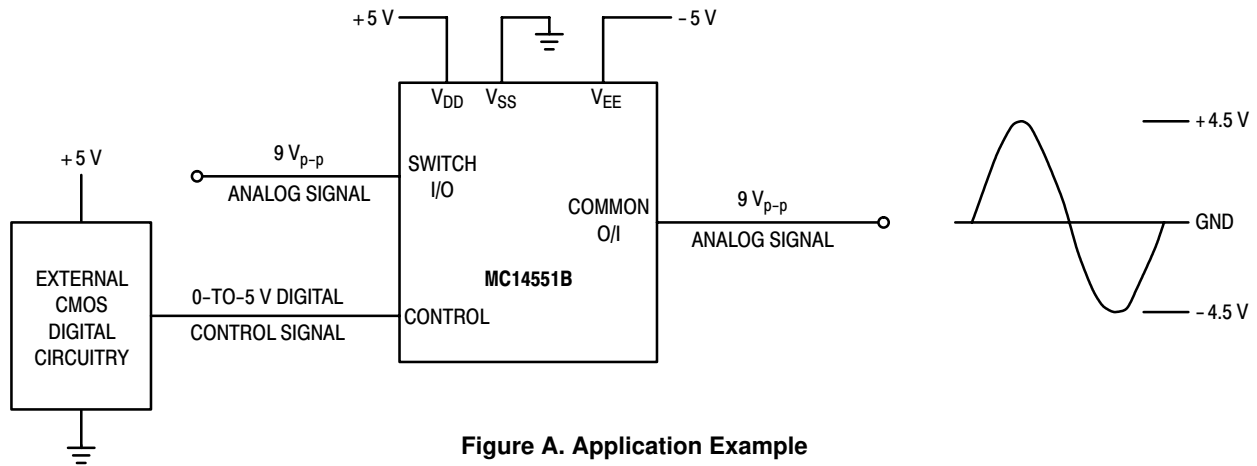 +5 V
−5 V
VDD
VSS
VEE
9 Vp−p
ANALOG SIGNAL
SWITCH
I/O
COMMON
O/I
9 Vp−p
ANALOG SIGNAL
+4.5 V
GND
−4.5 V
+5 V
EXTERNAL
CMOS
DIGITAL
CIRCUITRY
0−TO−5 V DIGITAL
CONTROL SIGNAL
CONTROL
MC14551B
Figure A. Application Example